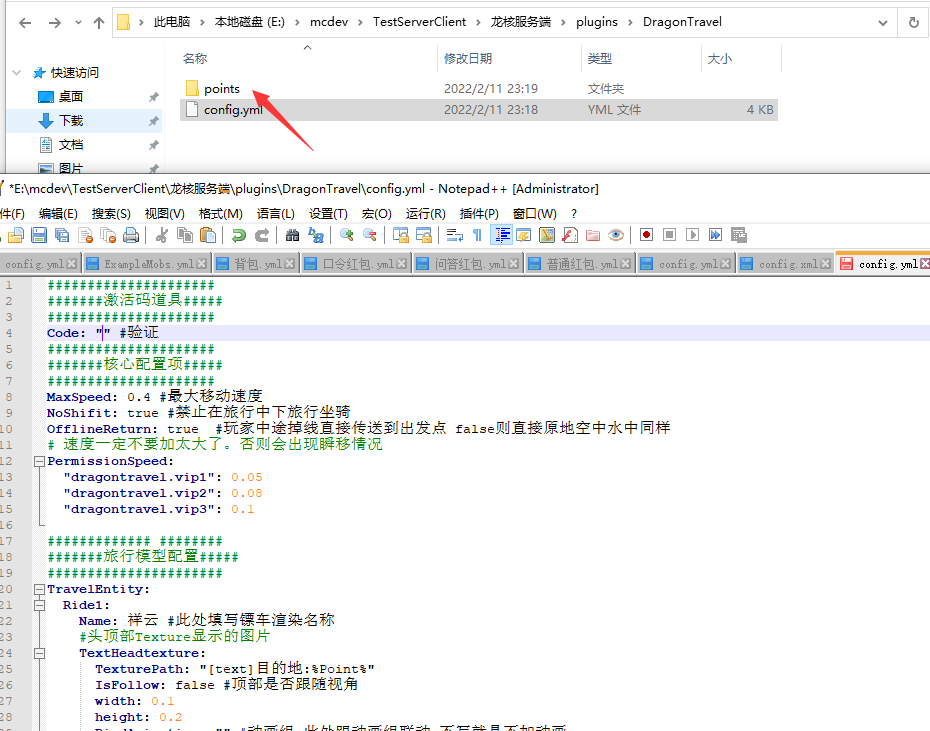 此电脑 › 本地磁盘 (E:) › mcdev › TestServerClient › 龙核服务端 › plugins › DragonTravel
名称 修改日期 类型 大小
快速访问
points 2022/2/11 23:19 文件夹
桌面
config.yml 2022/2/11 23:18 YML 文件 4 KB
下载
文档
图片
*E:\mcdev\TestServerClient\龙核服务端\plugins\DragonTravel\config.yml - Notepad++ [Administrator]
件(F) 编辑(E) 搜索(S) 视图(V) 格式(M) 语言(L) 设置(T) 宏(O) 运行(R) 插件(P) 窗口(W) ?
config.yml ExampleMobs.yml 背包.yml 口令红包.yml 问答红包.yml 普通红包.yml config.yml config.xml config.yml
1 #####################
2 #######激活码道具#####
3 #####################
4 Code: "" #验证
5 #####################
6 #######核心配置项#####
7 #####################
8 MaxSpeed: 0.4 #最大移动速度
9 NoShifit: true #禁止在旅行中下旅行坐骑
10 OfflineReturn: true #玩家中途掉线直接传送到出发点 false则直接原地空中水中同样
11 # 速度一定不要加太大了。否则会出现瞬移情况
12 PermissionSpeed:
13 "dragontravel.vip1": 0.05
14 "dragontravel.vip2": 0.08
15 "dragontravel.vip3": 0.1
16
17 ############# ########
18 #######旅行模型配置#####
19 ######################
20 TravelEntity:
21 Ride1:
22 Name: 祥云 #此处填写镖车渲染名称
23 #头顶部Texture显示的图片
24 TextHeadtexture:
25 TexturePath: "[text]目的地:%Point%"
26 IsFollow: false #顶部是否跟随视角
27 width: 0.1
28 height: 0.2